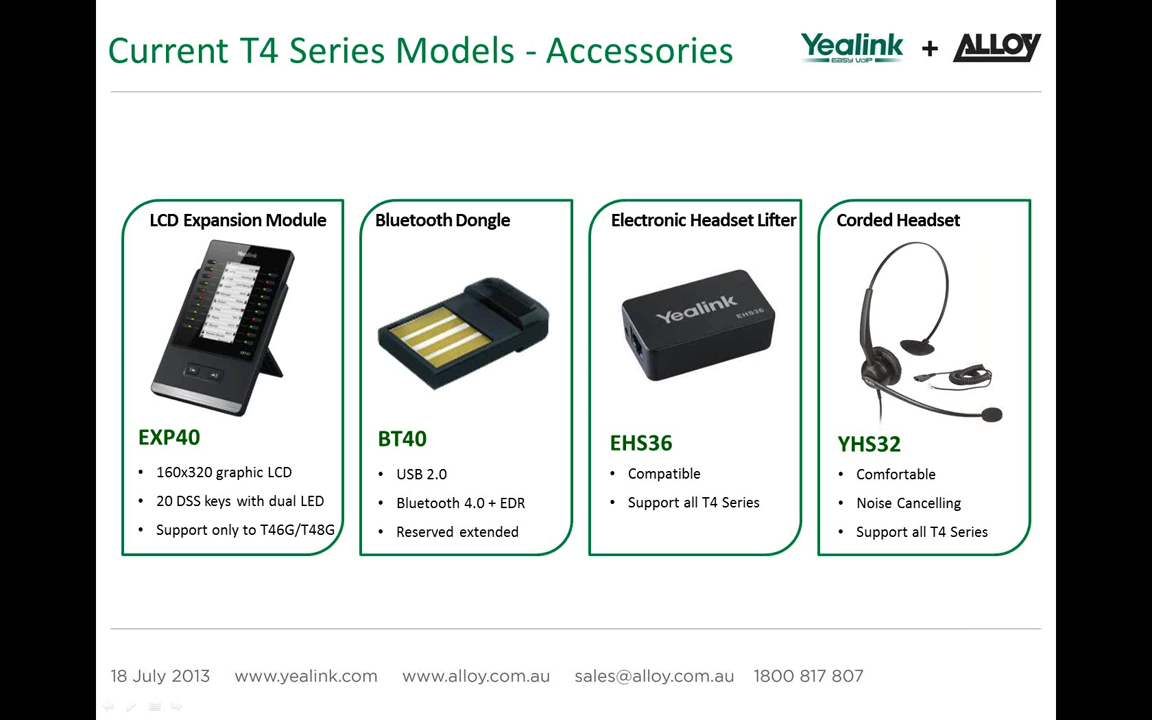 Current T4 Series Models - Accessories
Yealink
EASY VoIP
+
ALLOY
LCD Expansion Module
Yealink
EXP40
• 160x320 graphic LCD
• 20 DSS keys with dual LED
• Support only to T46G/T48G
Bluetooth Dongle
BT40
• USB 2.0
• Bluetooth 4.0 + EDR
• Reserved extended
Electronic Headset Lifter
Yealink
EHS36
EHS36
• Compatible
• Support all T4 Series
Corded Headset
YHS32
• Comfortable
• Noise Cancelling
• Support all T4 Series
18 July 2013 www.yealink.com www.alloy.com.au sales@alloy.com.au 1800 817 807